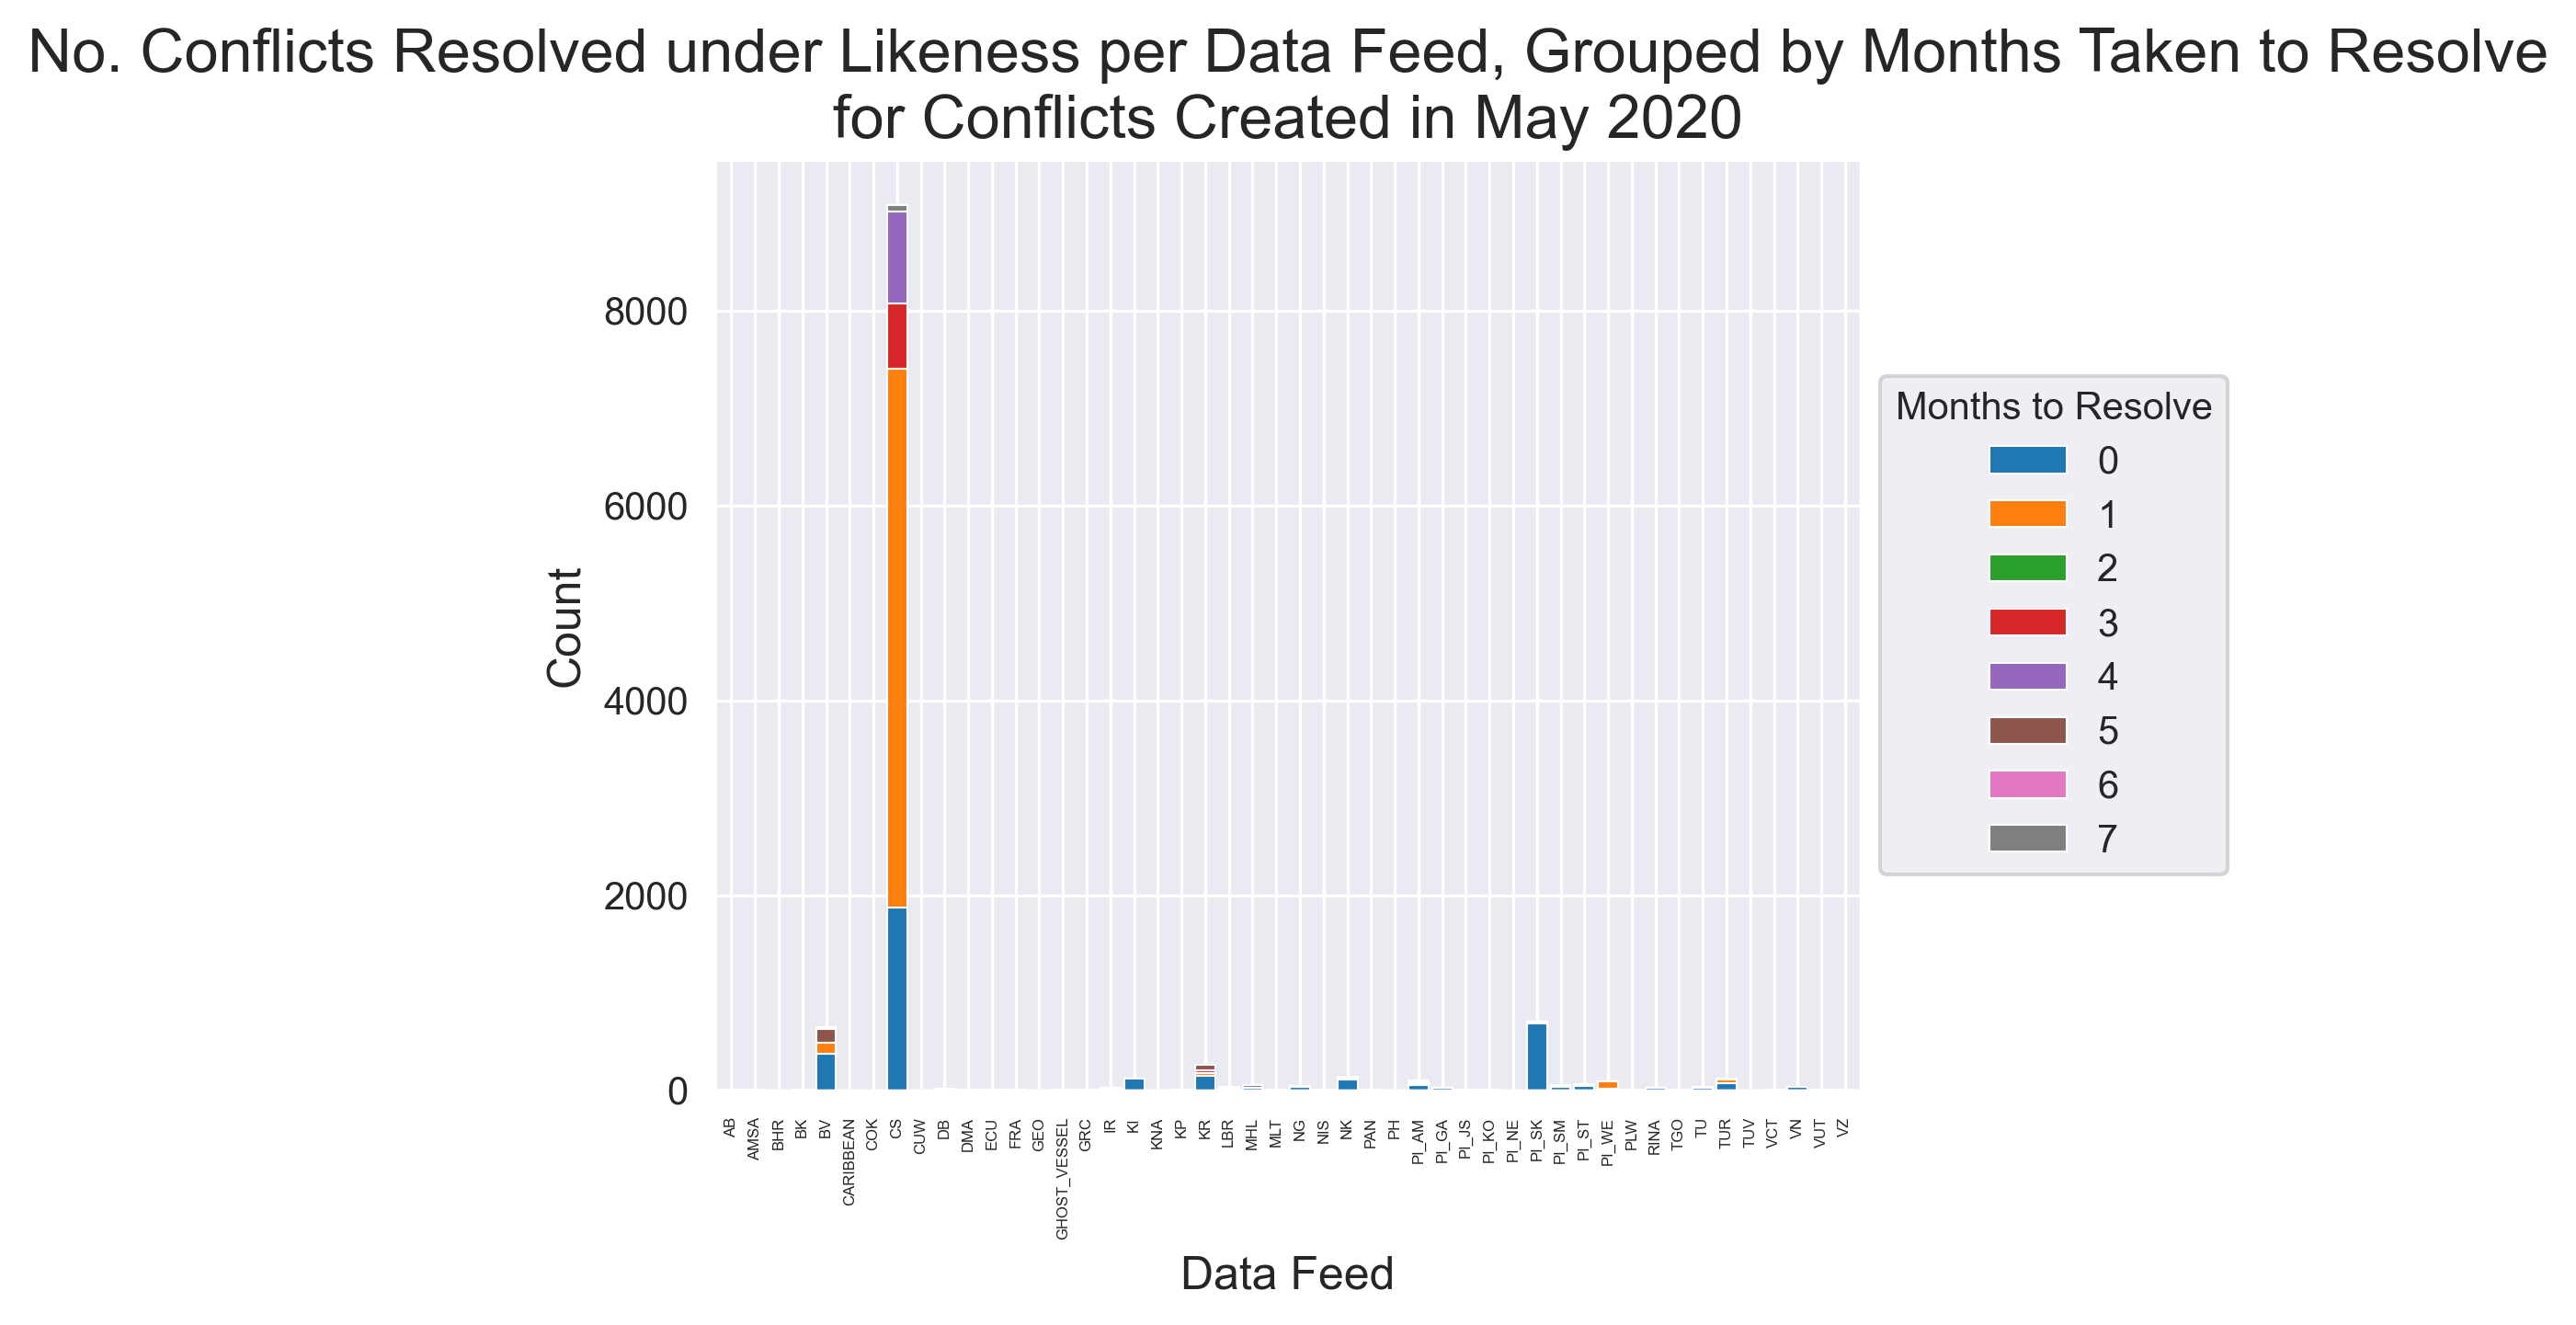 No. Conflicts Resolved under Likeness per Data Feed, Grouped by Months Taken to Resolve
for Conflicts Created in May 2020
Count
8000
6000
4000
2000
0
AB
AMSA
BHR
BK
BV
CARIBBEAN
COK
CS
CUW
DB
DMA
ECU
FRA
GEO
GHOST_VESSEL
GRC
IR
KI
KNA
KP
KR
LBR
MHL
MLT
NG
NIS
NK
PAN
PH
PI_AM
PI_GA
PI_JS
PI_KO
PI_NE
PI_SK
PI_SM
PI_ST
PI_WE
PLW
RINA
TGO
TU
TUR
TUV
VCT
VN
VUT
VZ
Data Feed
Months to Resolve
0
1
2
3
4
5
6
7